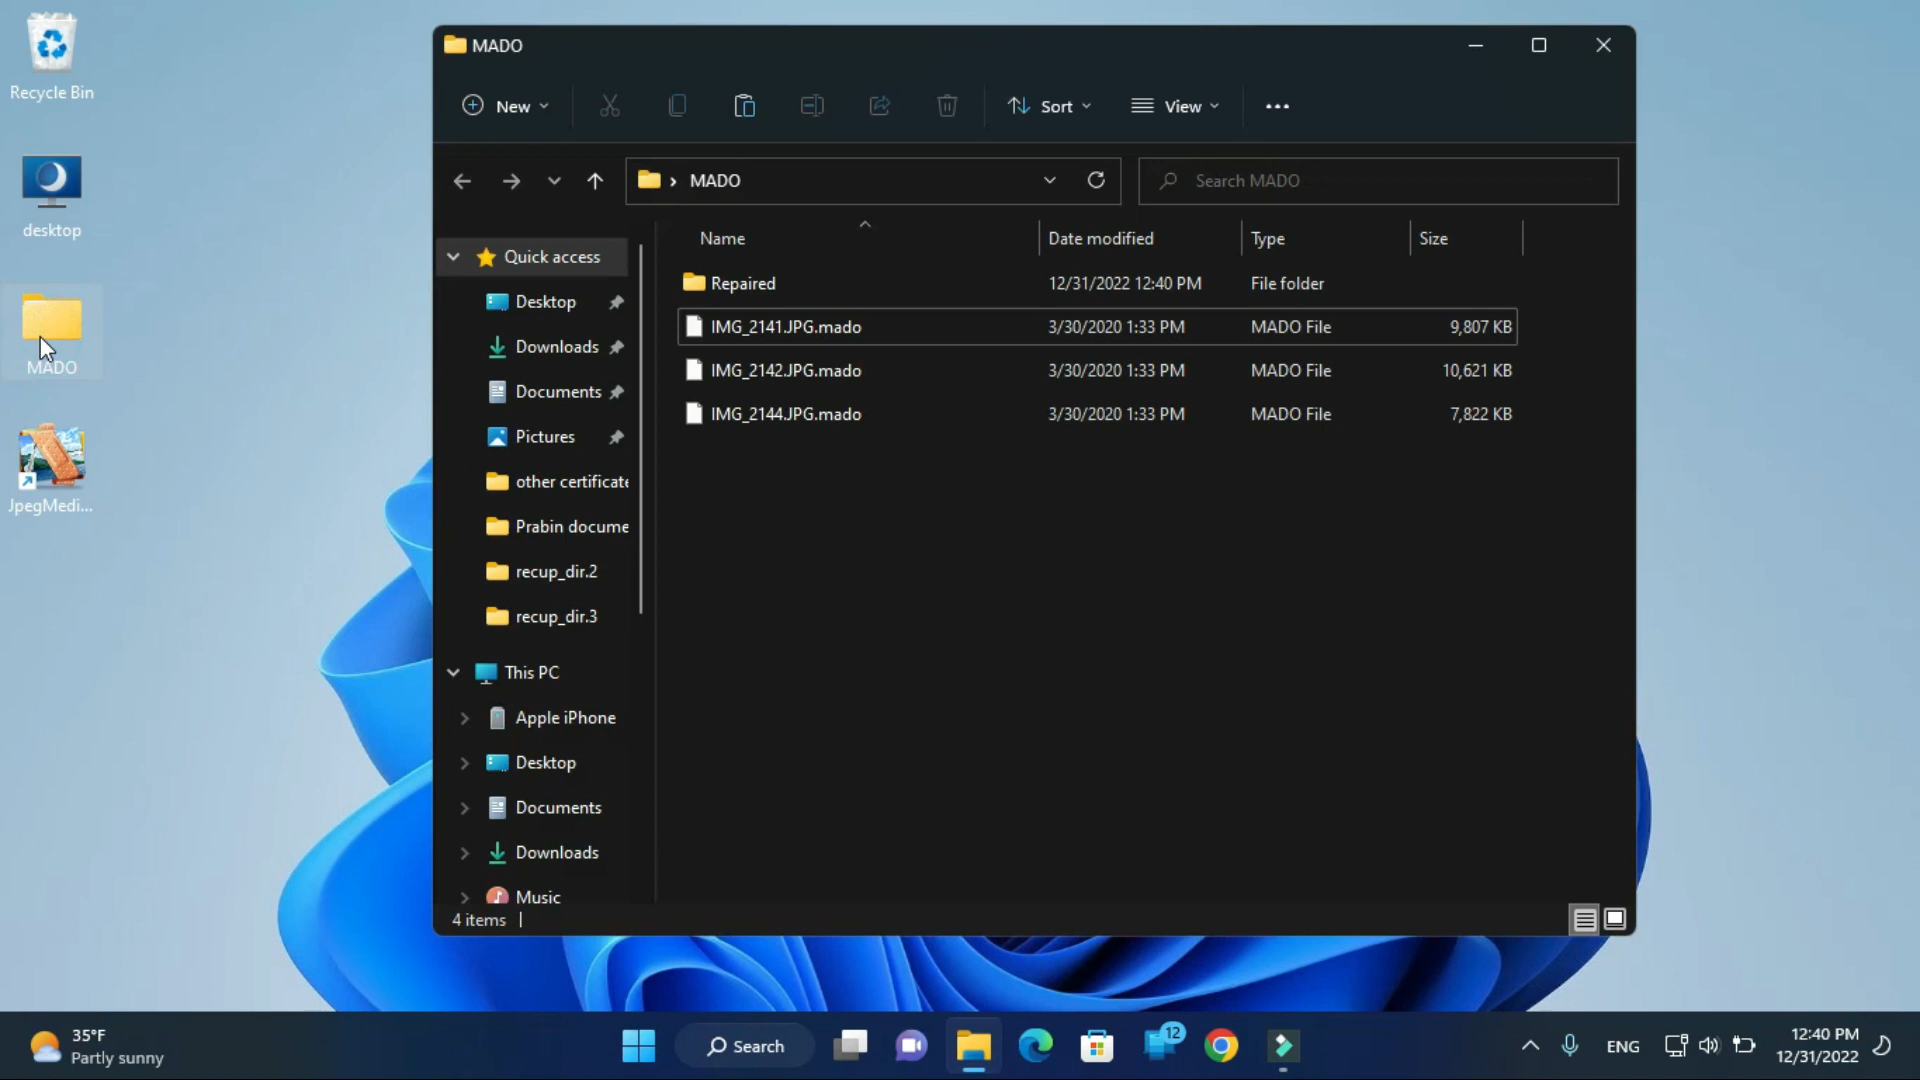 Recycle Bin
desktop
MADO
JpegMedi...
MADO
New
Sort
View
MADO
Search MADO
Name
Date modified
Type
Size
Repaired
12/31/2022 12:40 PM
File folder
IMG_2141.JPG.mado
3/30/2020 1:33 PM
MADO File
9,807 KB
IMG_2142.JPG.mado
3/30/2020 1:33 PM
MADO File
10,621 KB
IMG_2144.JPG.mado
3/30/2020 1:33 PM
MADO File
7,822 KB
Quick access
Desktop
Downloads
Documents
Pictures
other certificate
Prabin docume
recup_dir.2
recup_dir.3
This PC
Apple iPhone
Desktop
Documents
Downloads
Music
4 items
35°F
Partly sunny
Search
12
ENG
12:40 PM
12/31/2022